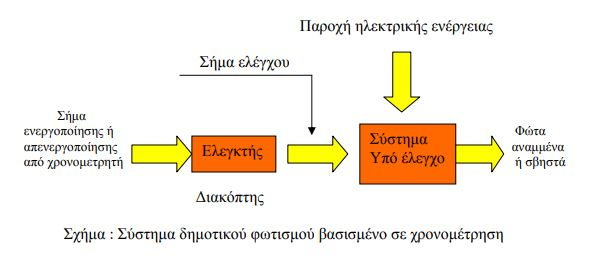 Παροχή ηλεκτρικής ενέργειας
Σήμα ελέγχου
Σήμα
ενεργοποίησης ή
απενεργοποίησης
από χρονομετρητή
Ελεγκτής
Σύστημα
Υπό έλεγχο
Φώτα
αναμμένα
ή σβηστά
Διακόπτης
Σχήμα : Σύστημα δημοτικού φωτισμού βασισμένο σε χρονομέτρηση